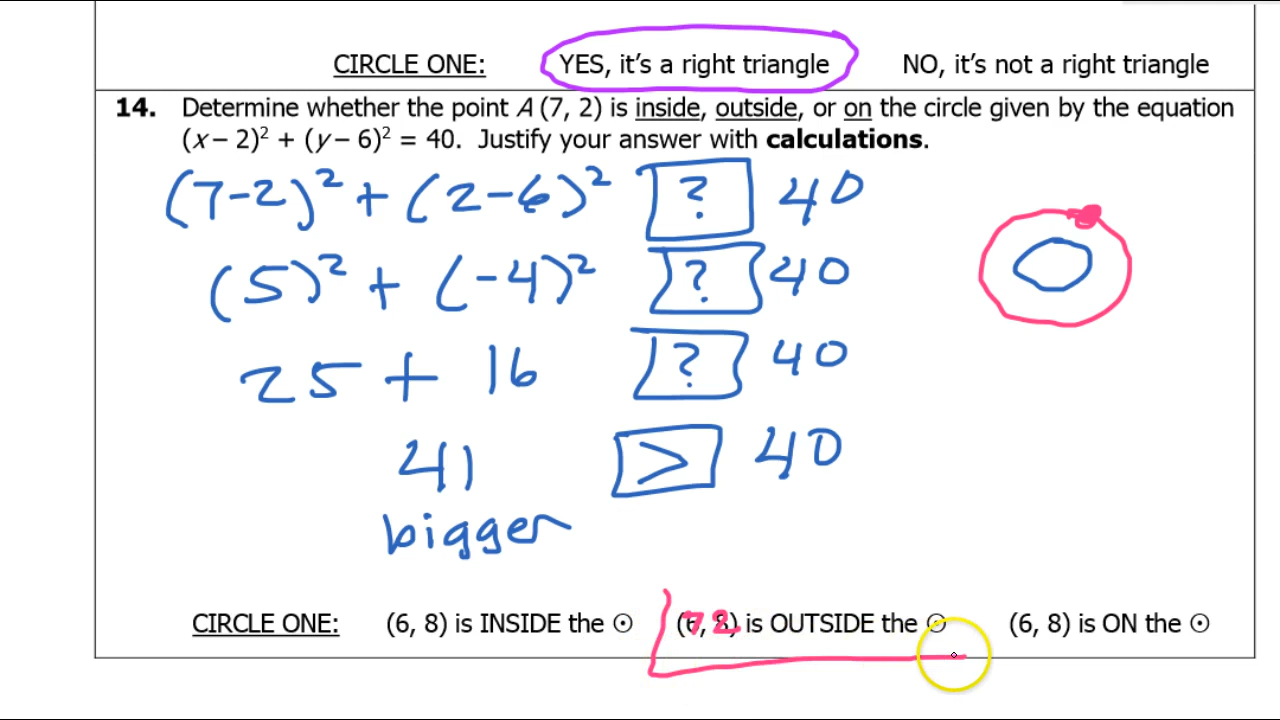 CIRCLE ONE: YES, it's a right triangle NO, it's not a right triangle
14. Determine whether the point A (7, 2) is inside, outside, or on the circle given by the equation
(x – 2)² + (y – 6)² = 40. Justify your answer with calculations.
(7-2)² + (2-6)² ? 40
(5)² + (-4)² ? 40
25 + 16 ? 40
41 > 40
bigger
CIRCLE ONE: (6, 8) is INSIDE the ⊙ (7, 2) is OUTSIDE the ⊙ (6, 8) is ON the ⊙